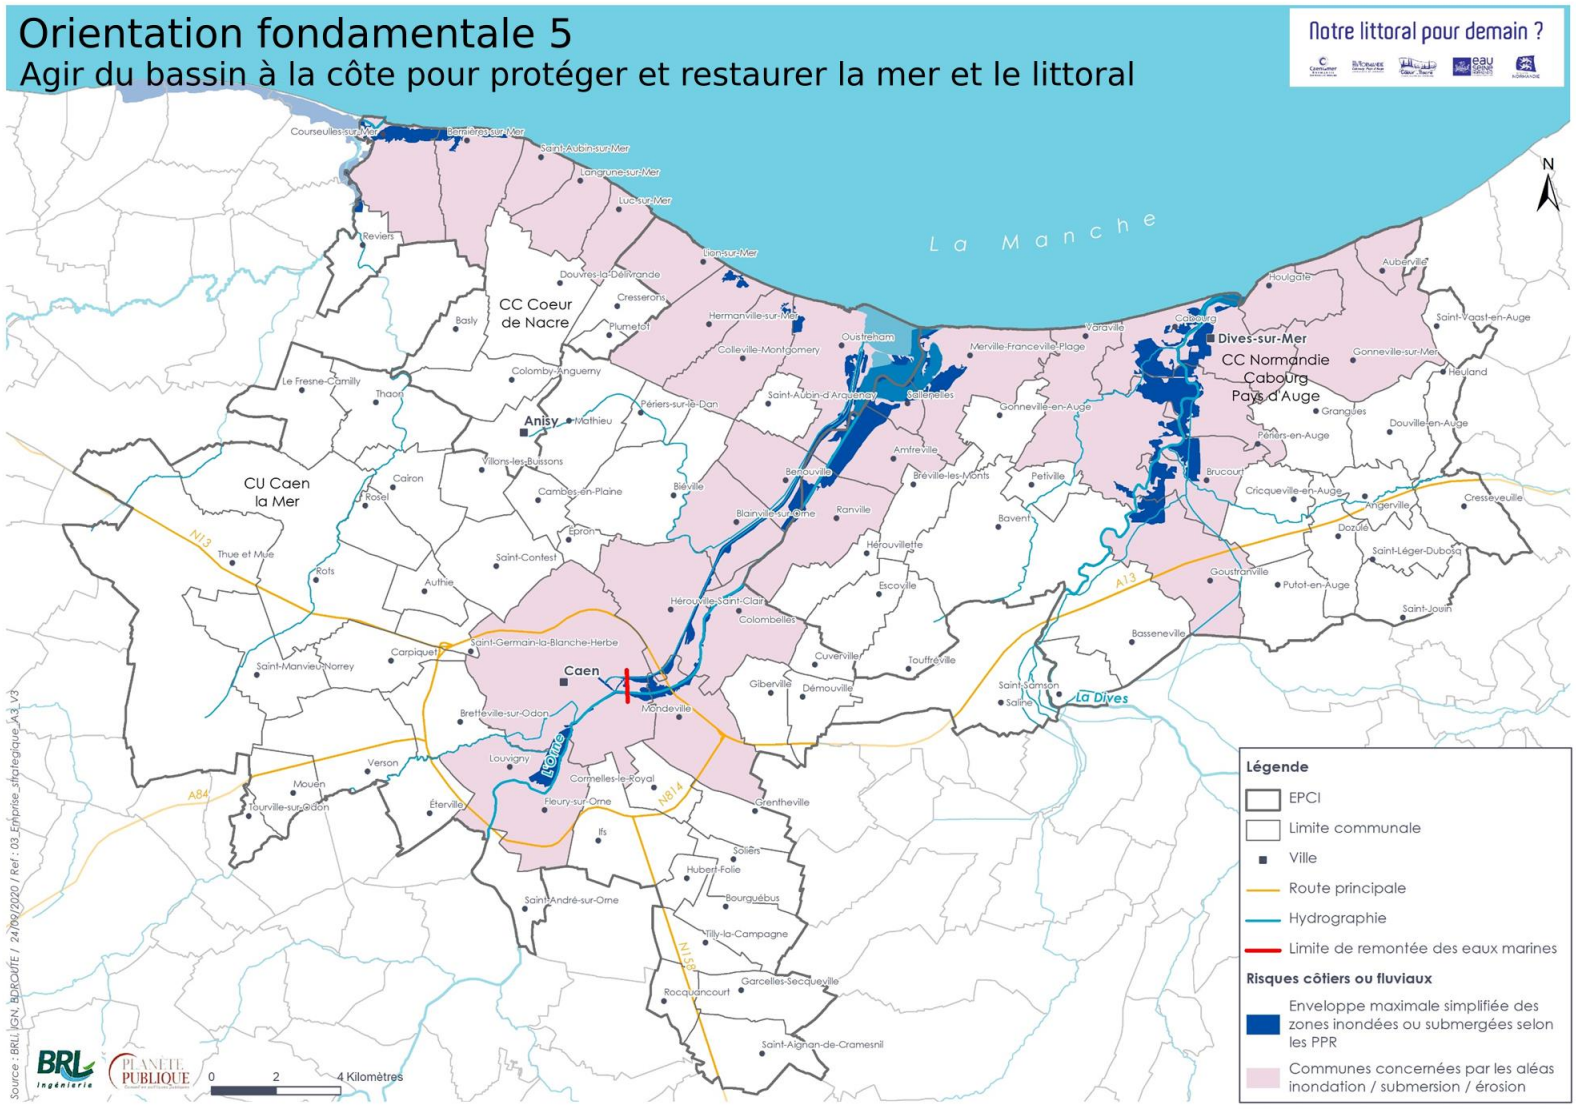 Orientation fondamentale 5
Agir du bassin à la côte pour protéger et restaurer la mer et le littoral
Notre littoral pour demain ?
eau
NORMANDIE
N
La Manche
Courseulles-sur-Mer
Bernières-sur-Mer
Saint-Aubin-sur-Mer
Langrune-sur-Mer
Luc-sur-Mer
Reviers
Lion-sur-Mer
Douvres-la-Délivrande
CC Coeur
de Nacre
Cresserons
Basly
Plumetot
Hermanville-sur-Mer
Colleville-Montgomery
Ouistreham
Merville-Franceville-Plage
Varaville
Cabourg
Houlgate
Auberville
Saint-Vaast-en-Auge
Dives-sur-Mer
CC Normandie
Cabourg
Pays d'Auge
Gonneville-sur-Mer
Heuland
Le Fresne-Camilly
Thaon
Colomby-Anguerny
Anisy
Mathieu
Périers-sur-le-Dan
Saint-Aubin-d'Arquenay
Sallenelles
Gonneville-en-Auge
Grangues
Douville-en-Auge
Périers-en-Auge
CU Caen
la Mer
Villons-les-Buissons
Cairon
Rosel
Cambes-en-Plaine
Biéville
Bénouville
Amfreville
Bréville-les-Monts
Petiville
Brucourt
Cricqueville-en-Auge
Angerville
Cresseveuille
N13
Thue et Mue
Epron
Blainville-sur-Orne
Ranville
Bavent
Dozulé
Saint-Contest
Hérouvillette
Saint-Léger-Dubosq
Rots
Authie
Escoville
A13
Goustranville
Putot-en-Auge
Hérouville-Saint-Clair
Colombelles
Saint-Jouin
Saint-Germain-la-Blanche-Herbe
Carpiquet
Basseneville
Saint-Manvieu-Norrey
Caen
Cuverville
Touffréville
Giberville
Démouville
Saint-Samson
Saline
La Dives
Bretteville-sur-Odon
Mondeville
L'Orne
Louvigny
Verson
Mouen
A84
Tourville-sur-Odon
Éterville
Cormelles-le-Royal
Fleury-sur-Orne
N814
Grentheville
Ifs
Soliers
Hubert-Folie
Saint-André-sur-Orne
Bourguébus
Tilly-la-Campagne
N158
Garcelles-Secqueville
Rocquancourt
Saint-Aignan-de-Cramesnil
Légende
EPCI
Limite communale
Ville
Route principale
Hydrographie
Limite de remontée des eaux marines
Risques côtiers ou fluviaux
Enveloppe maximale simplifiée des
zones inondées ou submergées selon
les PPR
Communes concernées par les aléas
inondation / submersion / érosion
Source : BRLi, IGN, BDROUTE / 24/09/2020 / Ref : 03_Emprise_strategique_A3_V3
BRL
Ingénierie
PLANÈTE
PUBLIQUE
0 2 4 Kilomètres